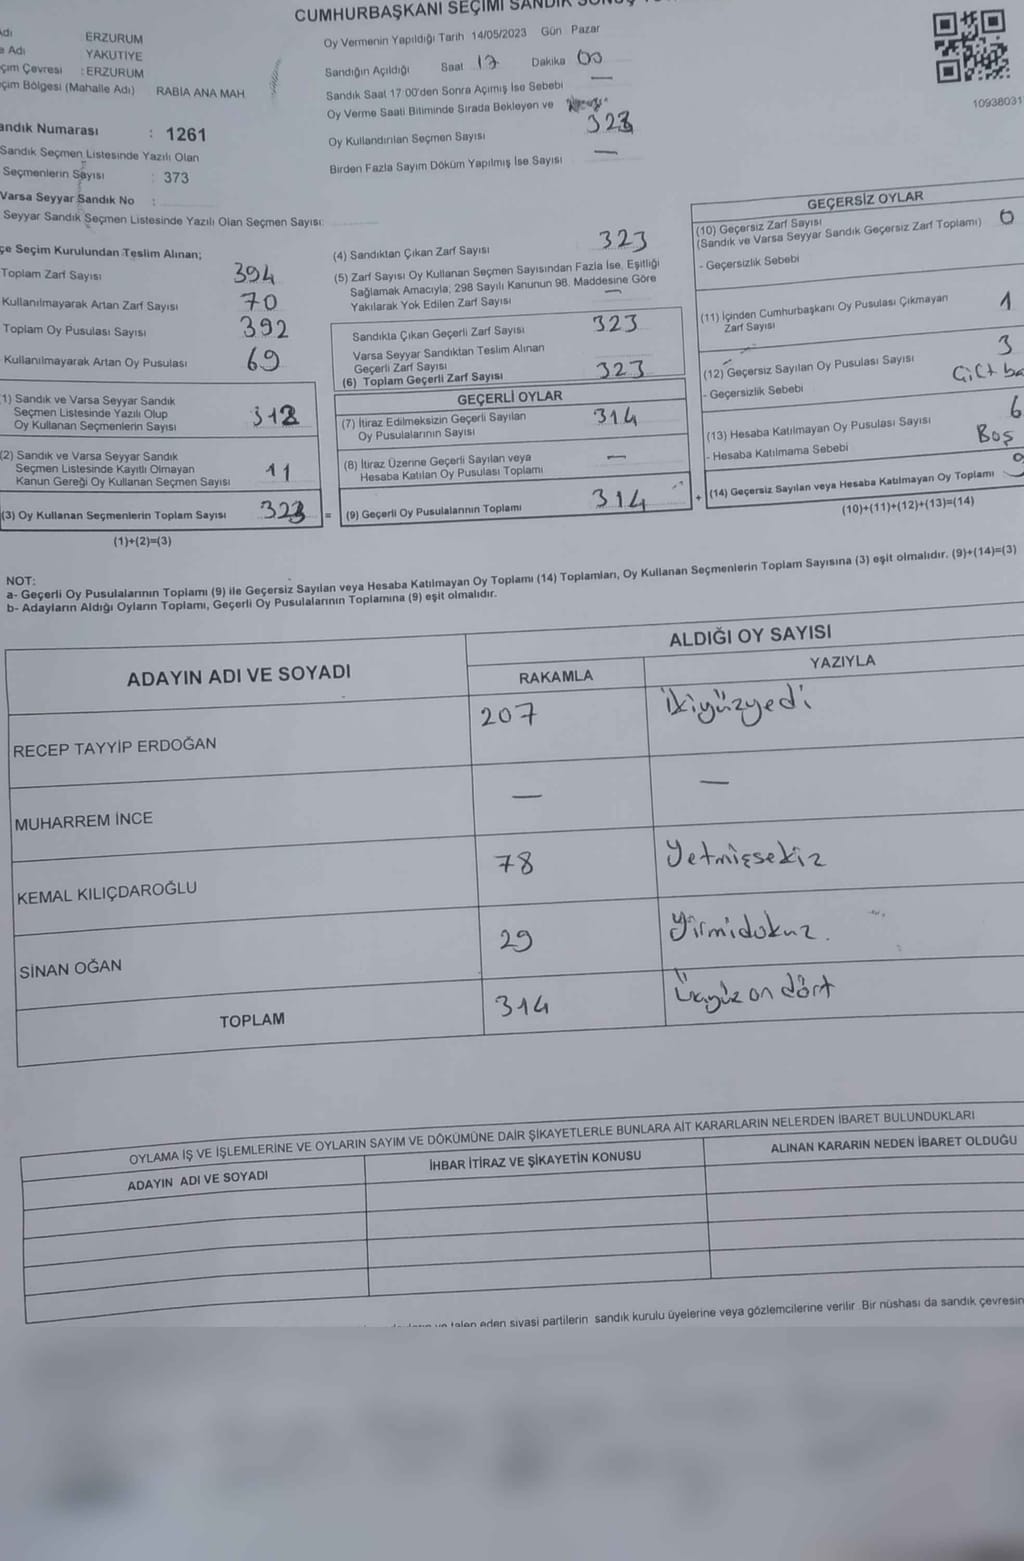 CUMHURBAŞKANI SEÇİMİ SANDIK
ERZURUM
Adı YAKUTİYE
çim Çevresi : ERZURUM
çim Bölgesi (Mahalle Adı) RABİA ANA MAH.
andık Numarası : 1261
Sandık Seçmen Listesinde Yazılı Olan
Seçmenlerin Sayısı : 373
Varsa Seyyar Sandık No :
Seyyar Sandık Seçmen Listesinde Yazılı Olan Seçmen Sayısı:
Oy Vermenin Yapıldığı Tarih 14/05/2023 Gün : Pazar
Sandığın Açıldığı Saat 17 Dakika 00
Sandık Saat 17:00'den Sonra Açımış İse Sebebi —
Oy Verme Saati Bitiminde Sırada Bekleyen ve
Oy Kullandırılan Seçmen Sayısı 323
Birden Fazla Sayım Döküm Yapılmış İse Sayısı —
10938031
çe Seçim Kurulundan Teslim Alınan;
Toplam Zarf Sayısı 394
Kullanılmayarak Artan Zarf Sayısı 70
Toplam Oy Pusulası Sayısı 392
Kullanılmayarak Artan Oy Pusulası 69
1) Sandık ve Varsa Seyyar Sandık
Seçmen Listesinde Yazılı Olup
Oy Kullanan Seçmenlerin Sayısı 312
(2) Sandık ve Varsa Seyyar Sandık
Seçmen Listesinde Kayıtlı Olmayan
Kanun Gereği Oy Kullanan Seçmen Sayısı 11
(3) Oy Kullanan Seçmenlerin Toplam Sayısı 323 =
(1)+(2)=(3)
(4) Sandıktan Çıkan Zarf Sayısı 323
(5) Zarf Sayısı Oy Kullanan Seçmen Sayısından Fazla İse, Eşitliği
Sağlamak Amacıyla; 298 Sayılı Kanunun 98. Maddesine Göre
Yakılarak Yok Edilen Zarf Sayısı —
Sandıkta Çıkan Geçerli Zarf Sayısı 323
Varsa Seyyar Sandıktan Teslim Alınan
Geçerli Zarf Sayısı
(6) Toplam Geçerli Zarf Sayısı 323
GEÇERLİ OYLAR
(7) İtiraz Edilmeksizin Geçerli Sayılan
Oy Pusulalarının Sayısı 314
(8) İtiraz Üzerine Geçerli Sayılan veya
Hesaba Katılan Oy Pusulası Toplamı —
(9) Geçerli Oy Pusulalarının Toplamı 314 +
GEÇERSİZ OYLAR
(10) Geçersiz Zarf Sayısı
(Sandık ve Varsa Seyyar Sandık Geçersiz Zarf Toplamı) 0
- Geçersizlik Sebebi
(11) İçinden Cumhurbaşkanı Oy Pusulası Çıkmayan
Zarf Sayısı 1
(12) Geçersiz Sayılan Oy Pusulası Sayısı 3
- Geçersizlik Sebebi Çift ba
(13) Hesaba Katılmayan Oy Pusulası Sayısı 6
- Hesaba Katılmama Sebebi Boş
(14) Geçersiz Sayılan veya Hesaba Katılmayan Oy Toplamı 9
(10)+(11)+(12)+(13)=(14)
NOT:
a- Geçerli Oy Pusulalarının Toplamı (9) ile Geçersiz Sayılan veya Hesaba Katılmayan Oy Toplamı (14) Toplamları, Oy Kullanan Seçmenlerin Toplam Sayısına (3) eşit olmalıdır. (9)+(14)=(3)
b- Adayların Aldığı Oyların Toplamı, Geçerli Oy Pusulalarının Toplamına (9) eşit olmalıdır.
ADAYIN ADI VE SOYADI ALDIĞI OY SAYISI
RAKAMLA YAZIYLA
RECEP TAYYİP ERDOĞAN 207 ikiyüzyedi
MUHARREM İNCE — —
KEMAL KILIÇDAROĞLU 78 yetmişsekiz
SİNAN OĞAN 29 yirmidokuz.
TOPLAM 314 üçyüz on dört
OYLAMA İŞ VE İŞLEMLERİNE VE OYLARIN SAYIM VE DÖKÜMÜNE DAİR ŞİKAYETLERLE BUNLARA AİT KARARLARIN NELERDEN İBARET BULUNDUKLARI
ADAYIN ADI VE SOYADI İHBAR İTİRAZ VE ŞİKAYETİN KONUSU ALINAN KARARIN NEDEN İBARET OLDUĞU
talep eden siyasi partilerin sandık kurulu üyelerine veya gözlemcilerine verilir. Bir nüshası da sandık çevresin